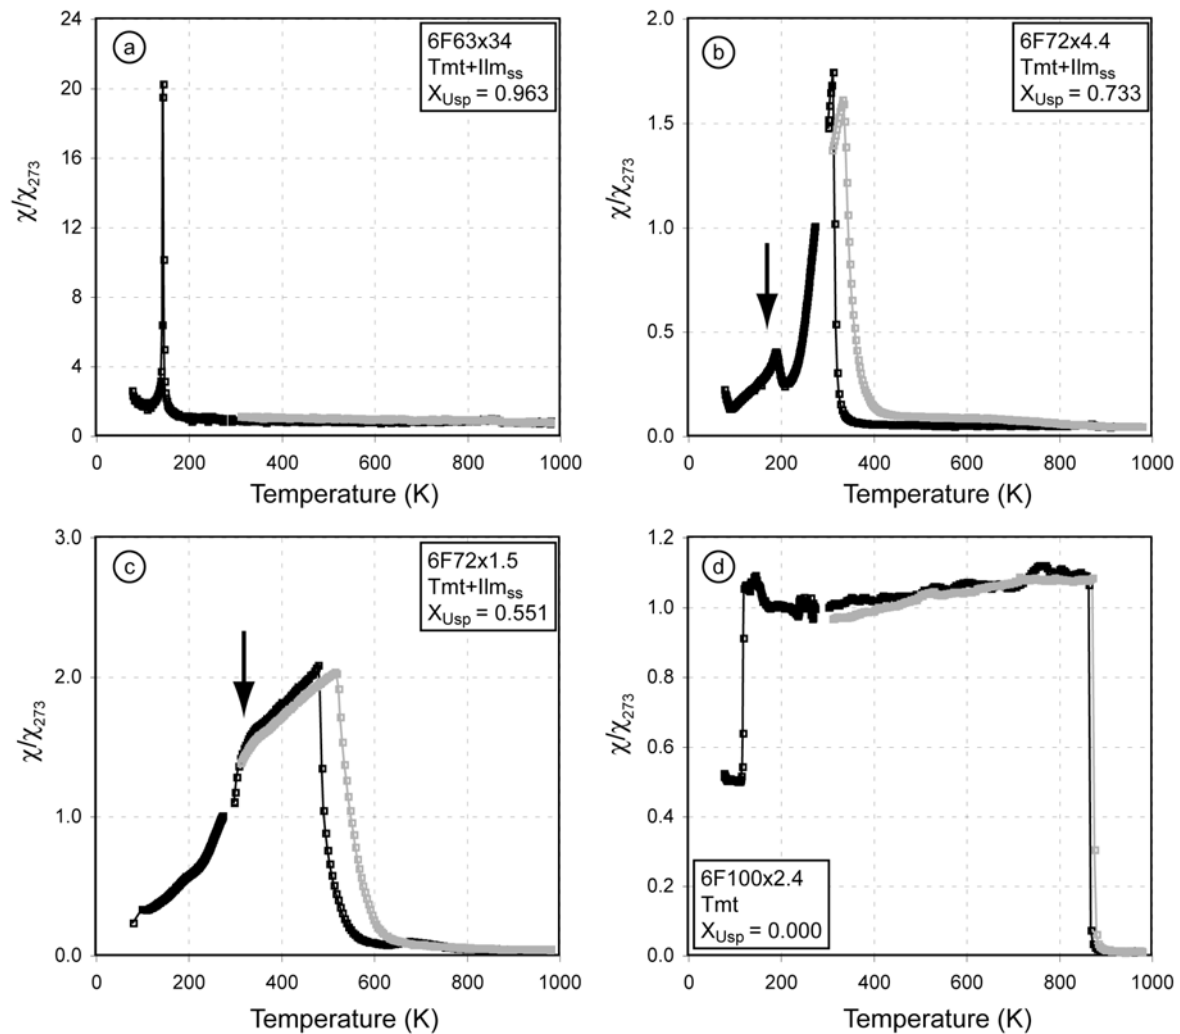 a
6F63x34
Tmt+Ilmss
XUsp = 0.963
24
20
16
12
8
4
0
χ/χ273
0 200 400 600 800 1000
Temperature (K)
b
6F72x4.4
Tmt+Ilmss
XUsp = 0.733
2.0
1.5
1.0
0.5
0.0
χ/χ273
0 200 400 600 800 1000
Temperature (K)
c
6F72x1.5
Tmt+Ilmss
XUsp = 0.551
3.0
2.0
1.0
0.0
χ/χ273
0 200 400 600 800 1000
Temperature (K)
d
1.2
1.0
0.8
0.6
0.4
0.2
0.0
χ/χ273
6F100x2.4
Tmt
XUsp = 0.000
0 200 400 600 800 1000
Temperature (K)